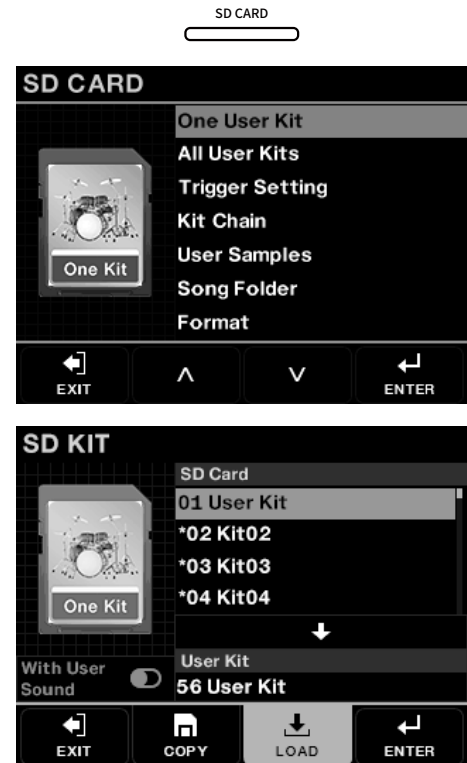 SD CARD
SD CARD
One User Kit
All User Kits
Trigger Setting
Kit Chain
User Samples
Song Folder
Format
One Kit
EXIT
ENTER
SD KIT
SD Card
01 User Kit
*02 Kit02
*03 Kit03
*04 Kit04
One Kit
With User
Sound
User Kit
56 User Kit
EXIT
COPY
LOAD
ENTER